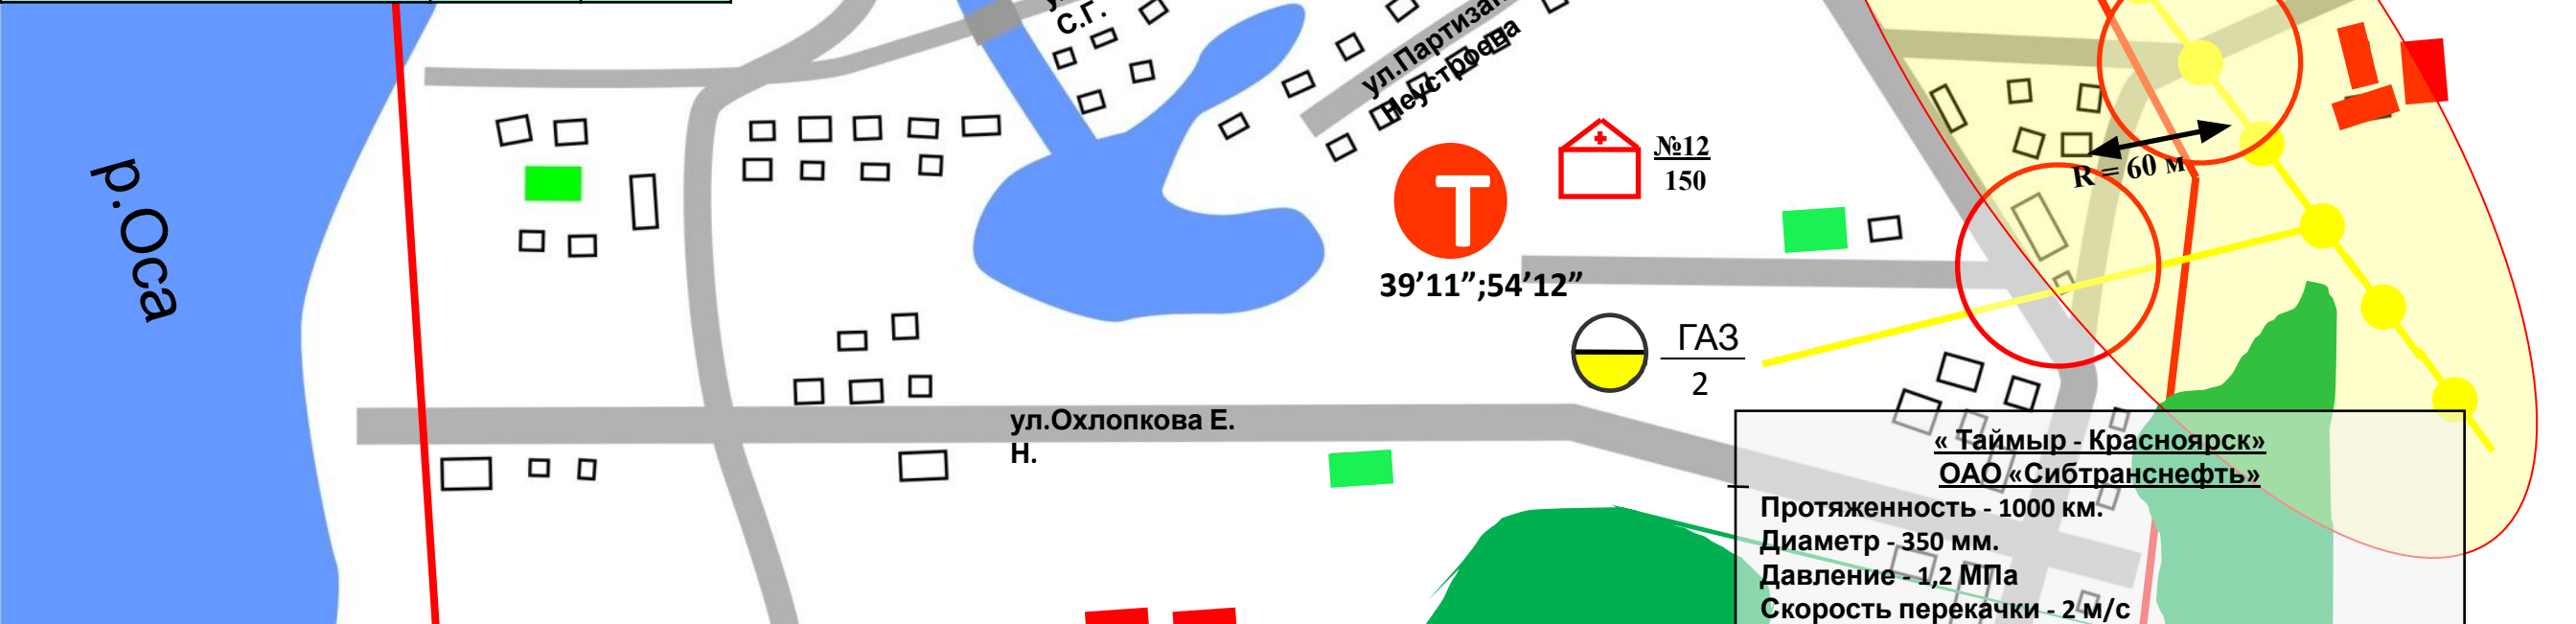 С.Г.
ул.Партизан
Неустроева
р.Оса
№12
150
R = 60 м
Т
39’11”;54’12”
ГАЗ
2
ул.Охлопкова Е.
Н.
« Таймыр - Красноярск»
ОАО «Сибтранснефть»
Протяженность - 1000 км.
Диаметр - 350 мм.
Давление - 1,2 МПа
Скорость перекачки - 2 м/с